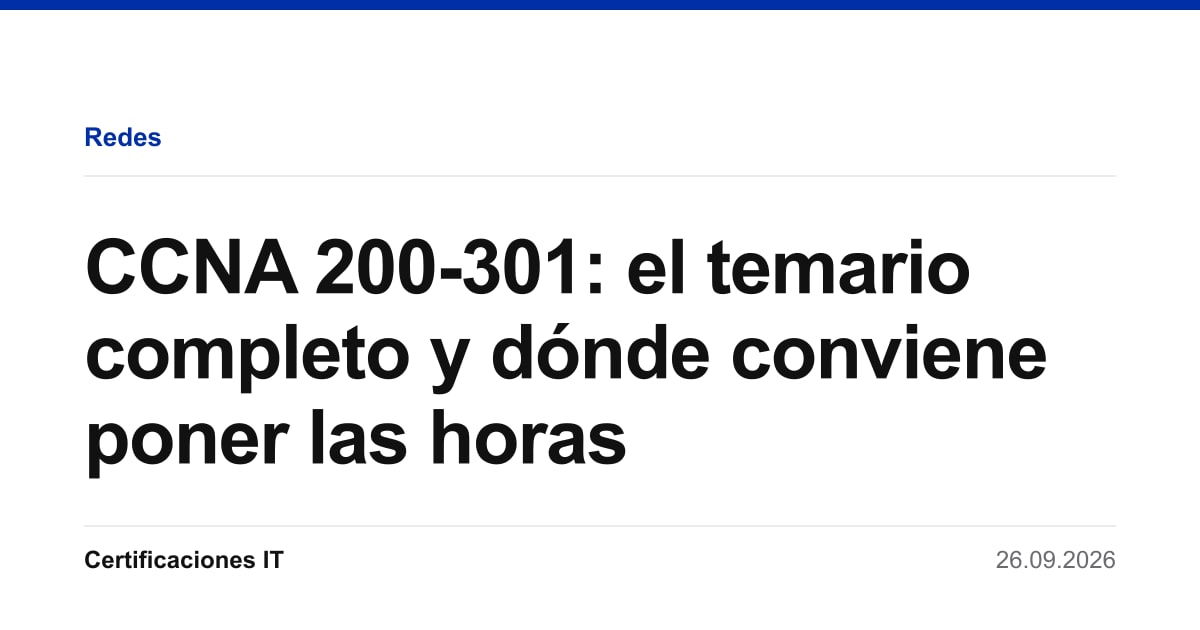 Redes
CCNA 200-301: el temario
completo y dónde conviene
poner las horas
Certificaciones IT
26.09.2026